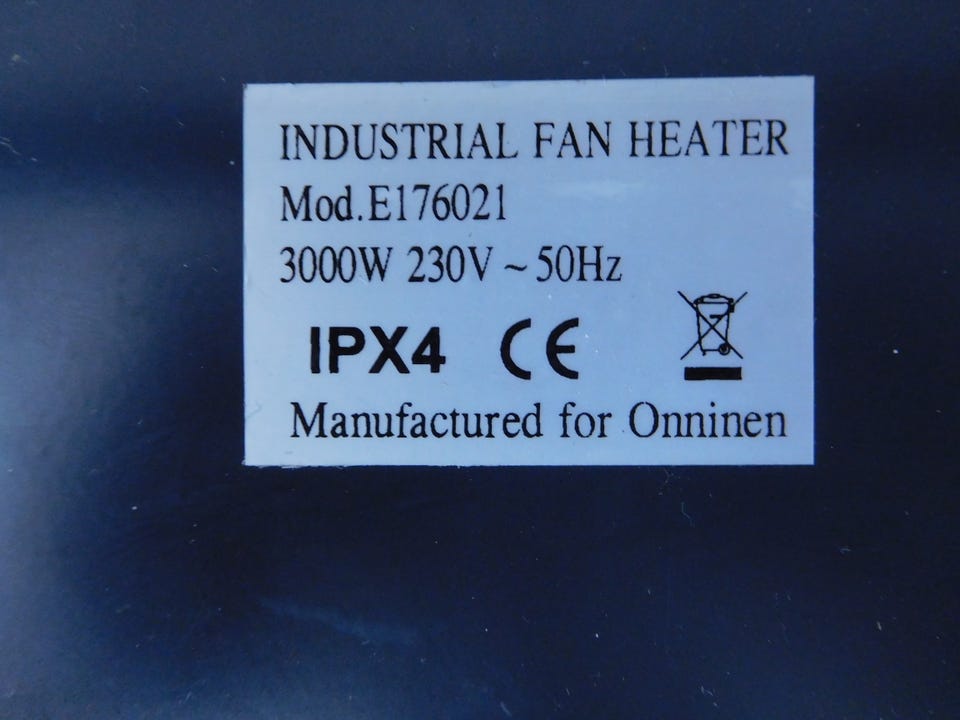 INDUSTRIAL FAN HEATER
Mod.E176021
3000W 230V ~ 50Hz
IPX4 CE
Manufactured for Onninen